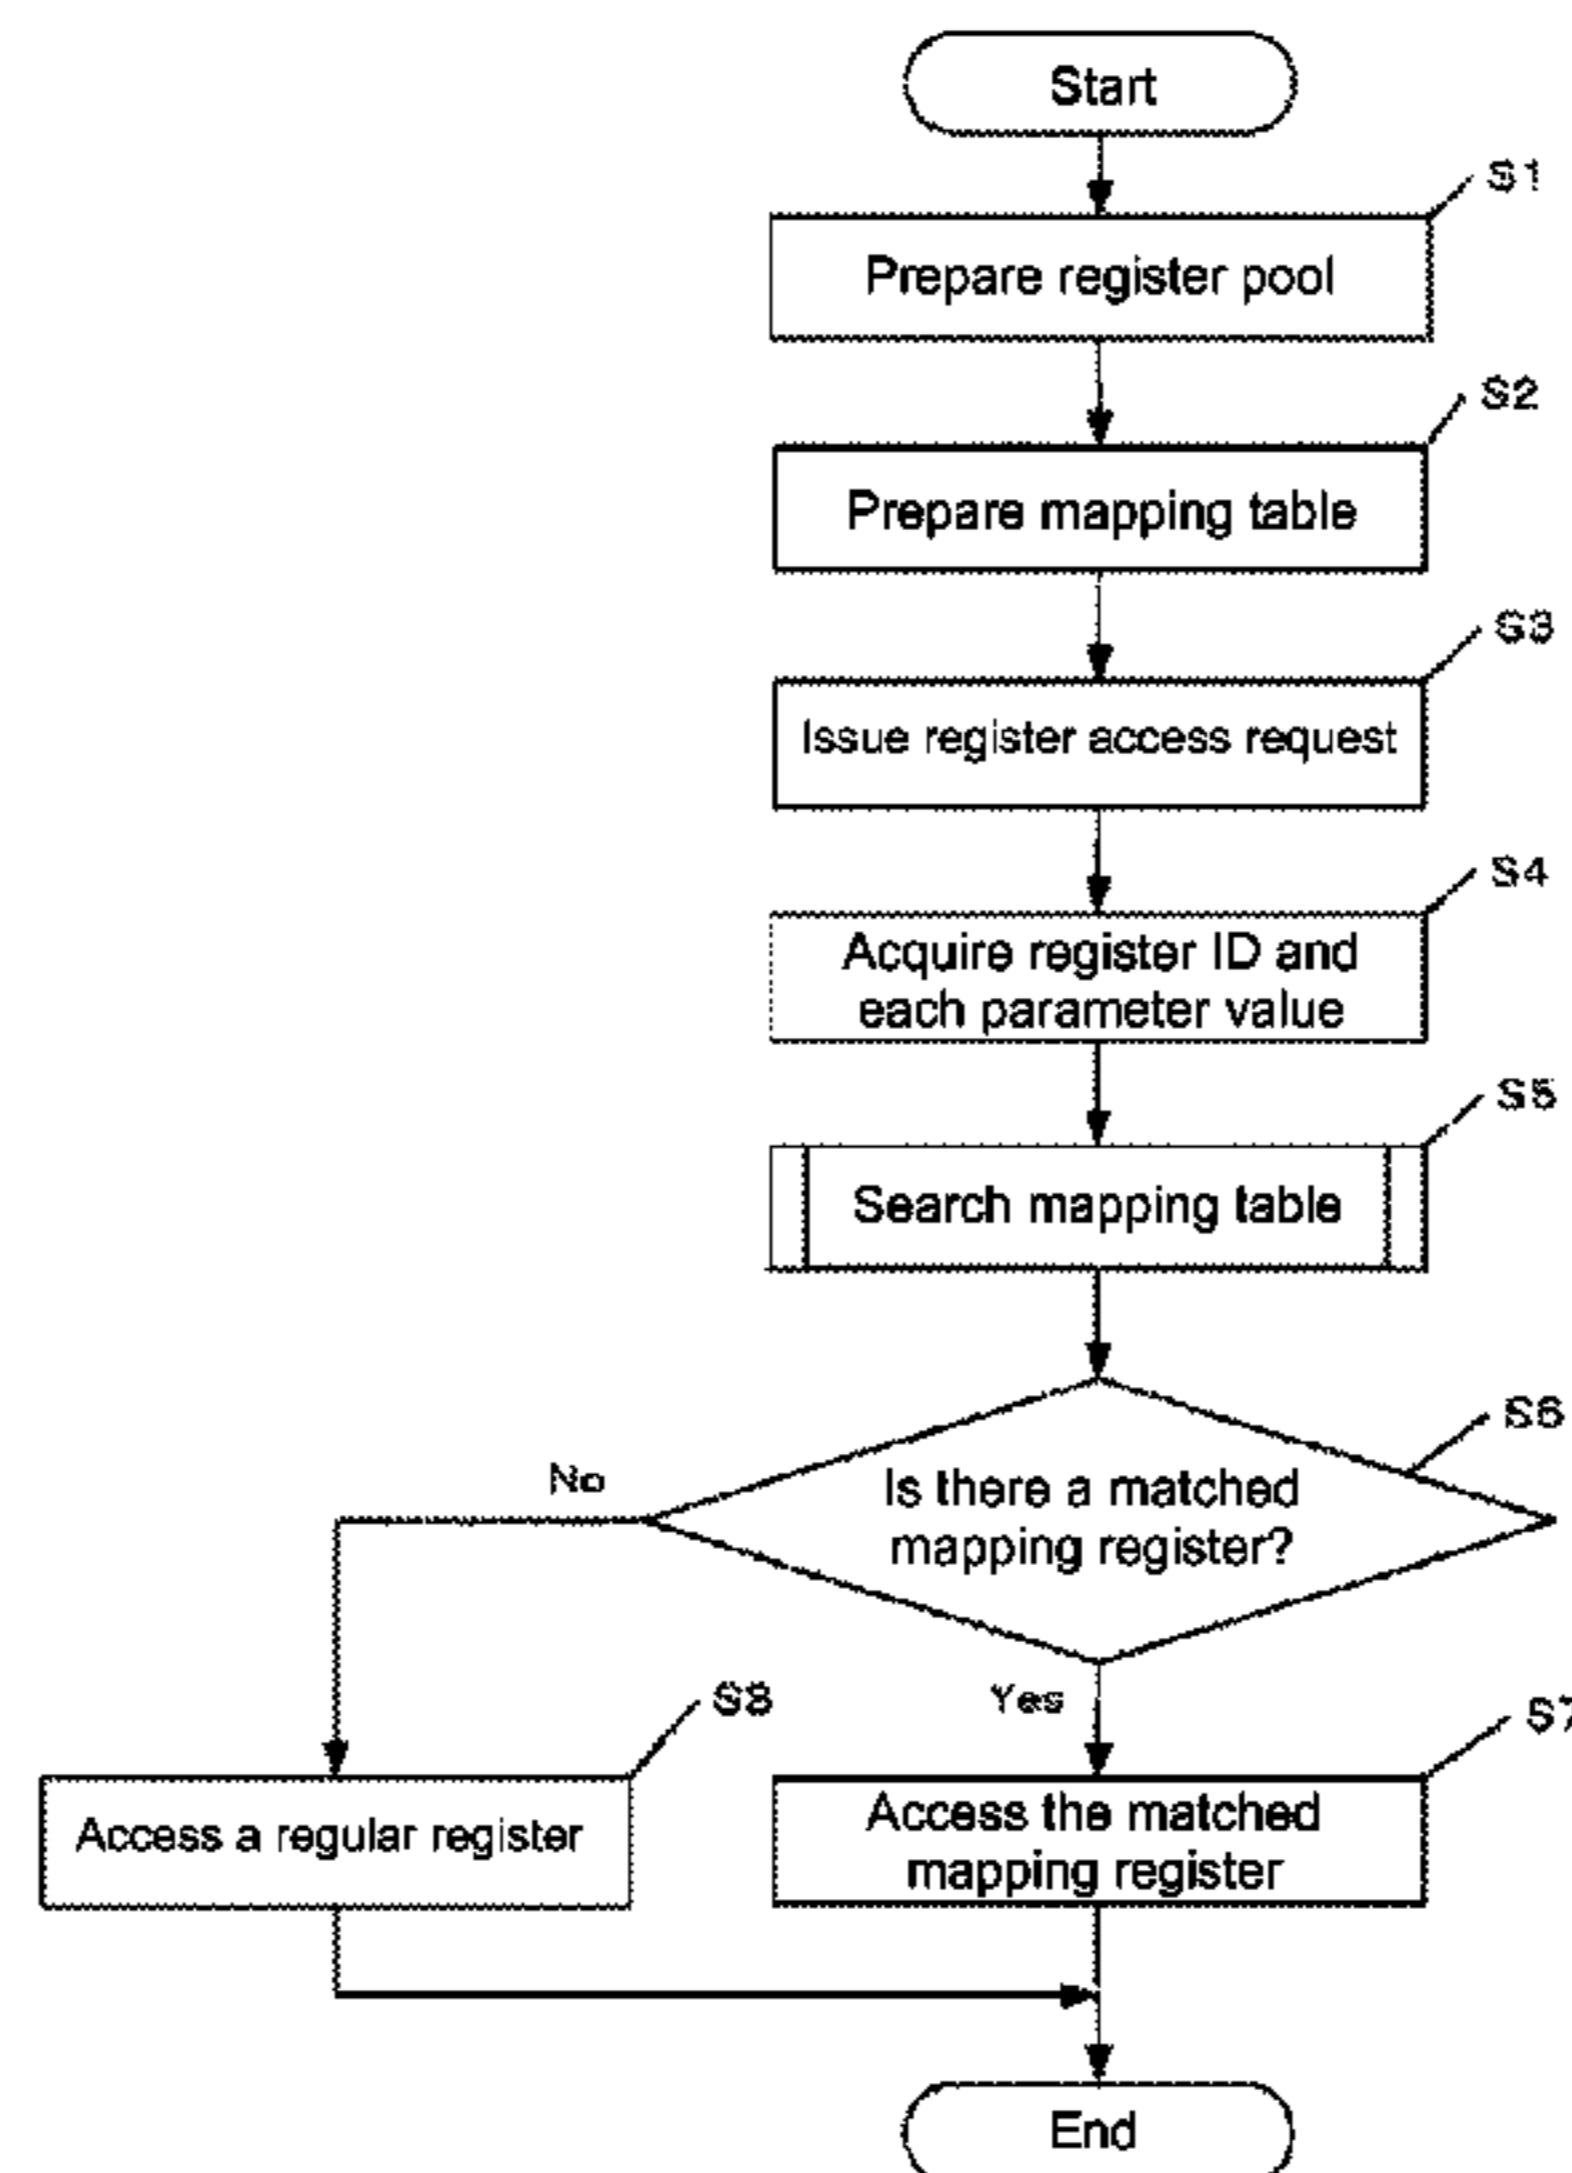 Start
S1
Prepare register pool
S2
Prepare mapping table
S3
Issue register access request
S4
Acquire register ID and
each parameter value
S5
Search mapping table
S6
No
Is there a matched
mapping register?
S8
Yes
S7
Access a regular register
Access the matched
mapping register
End